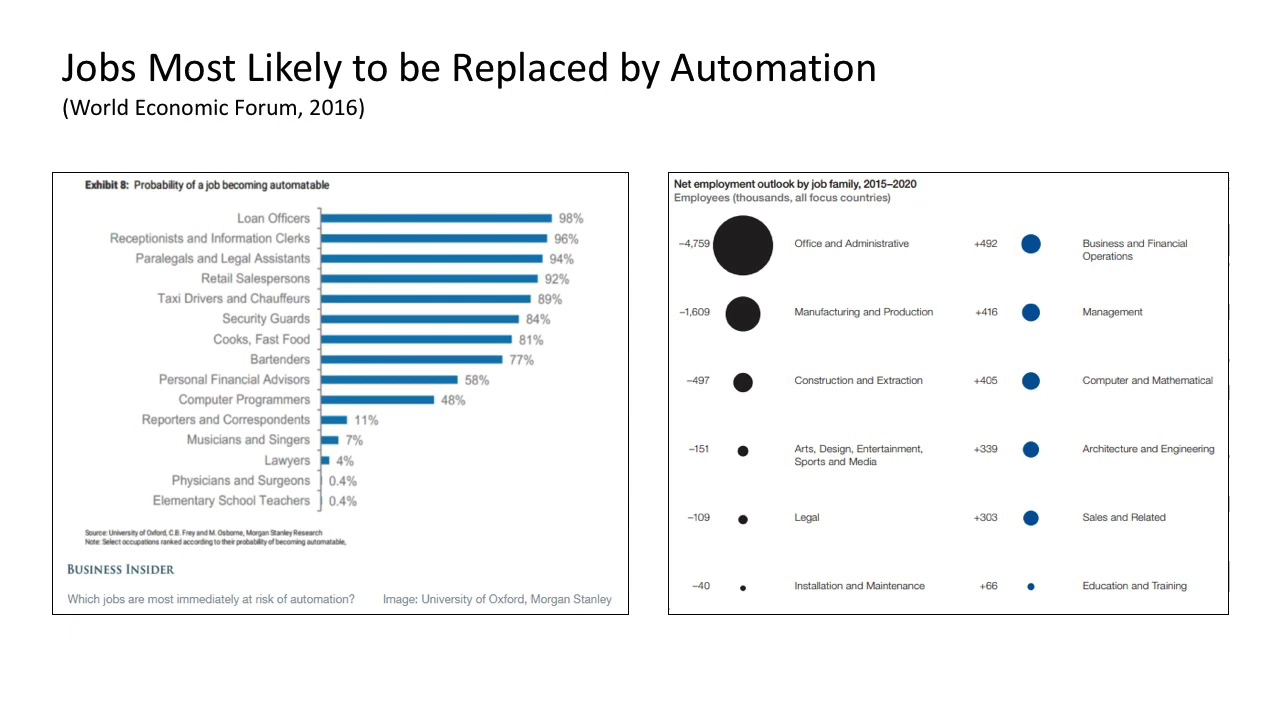 Jobs Most Likely to be Replaced by Automation
(World Economic Forum, 2016)
Exhibit 8: Probability of a job becoming automatable
Loan Officers 98%
Receptionists and Information Clerks 96%
Paralegals and Legal Assistants 94%
Retail Salespersons 92%
Taxi Drivers and Chauffeurs 89%
Security Guards 84%
Cooks, Fast Food 81%
Bartenders 77%
Personal Financial Advisors 58%
Computer Programmers 48%
Reporters and Correspondents 11%
Musicians and Singers 7%
Lawyers 4%
Physicians and Surgeons 0.4%
Elementary School Teachers 0.4%
Source: University of Oxford, C.B. Frey and M. Osborne, Morgan Stanley Research
Note: Select occupations ranked according to their probability of becoming automatable,
BUSINESS INSIDER
Which jobs are most immediately at risk of automation? Image: University of Oxford, Morgan Stanley
Net employment outlook by job family, 2015–2020
Employees (thousands, all focus countries)
–4,759 Office and Administrative +492 Business and Financial
Operations
–1,609 Manufacturing and Production +416 Management
–497 Construction and Extraction +405 Computer and Mathematical
–151 Arts, Design, Entertainment, +339 Architecture and Engineering
Sports and Media
–109 Legal +303 Sales and Related
–40 Installation and Maintenance +66 Education and Training